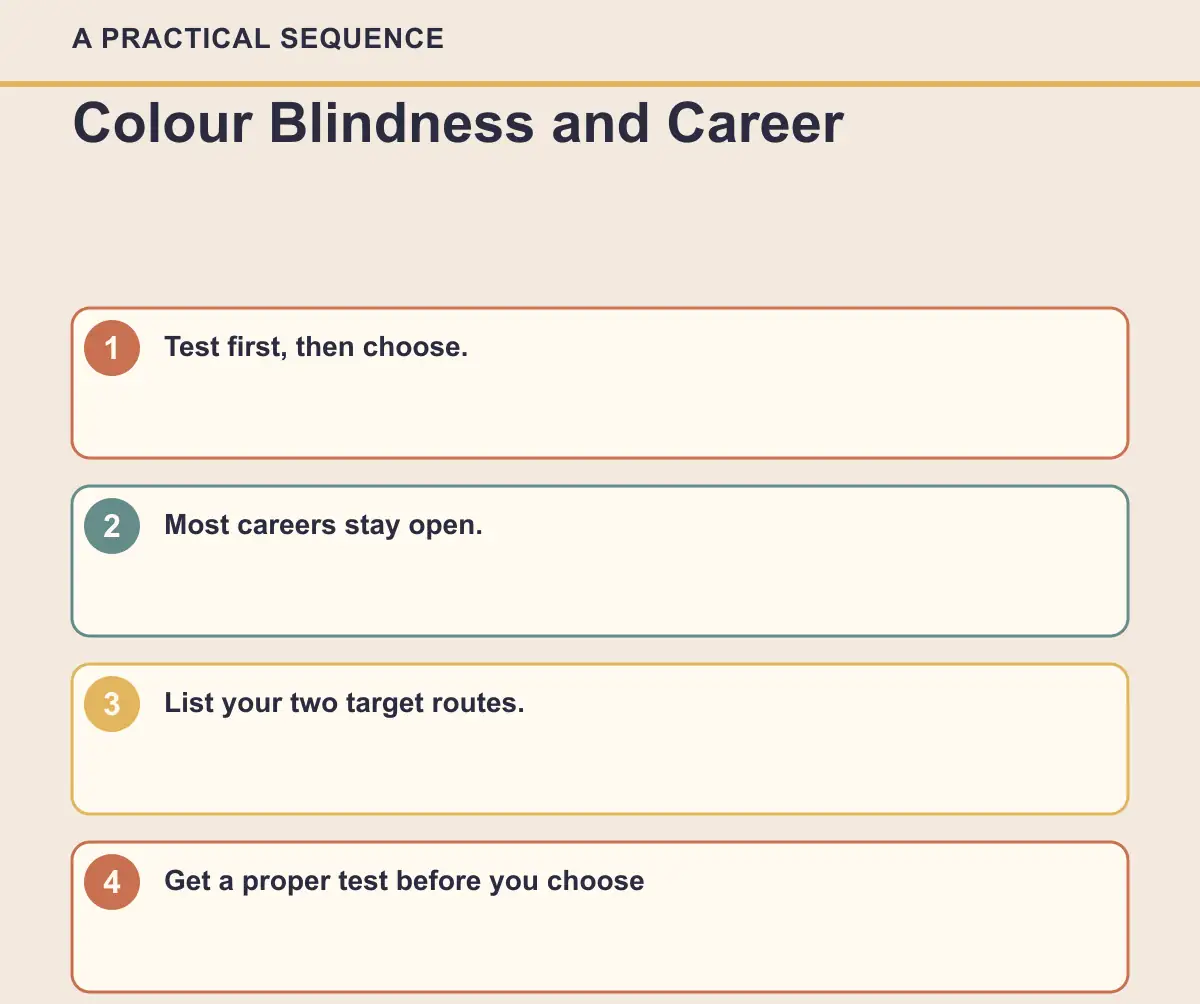 A PRACTICAL SEQUENCE
Colour Blindness and Career
1 Test first, then choose.
2 Most careers stay open.
3 List your two target routes.
4 Get a proper test before you choose